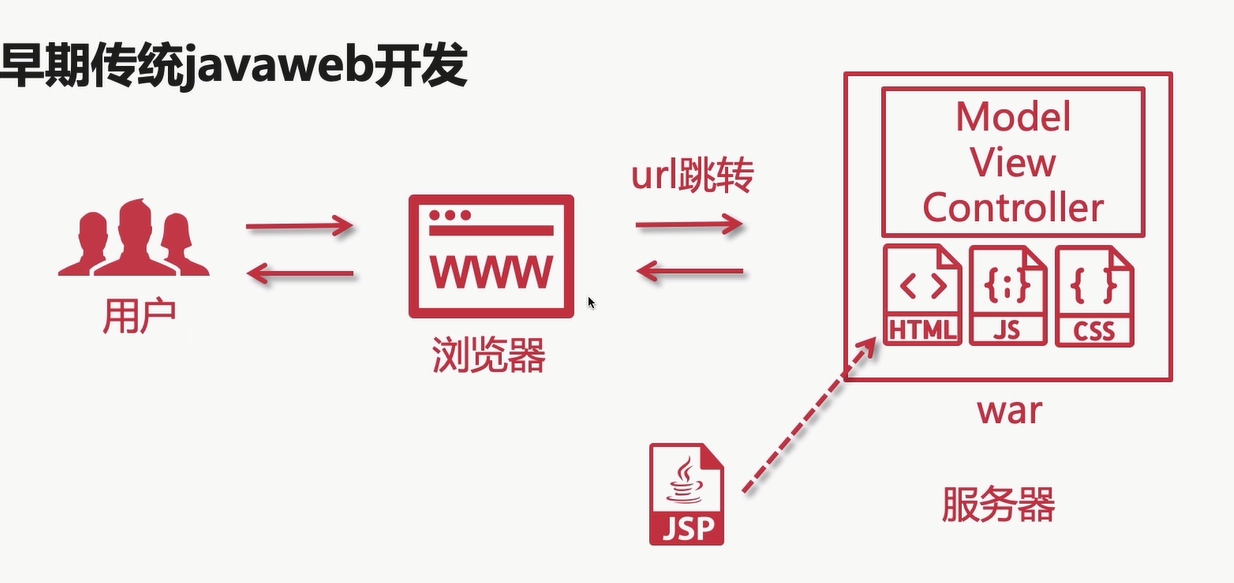 早期传统javaweb开发
用户
WWW
浏览器
url跳转
Model
View
Controller
< >
HTML
{;}
JS
{ }
CSS
war
JSP
服务器